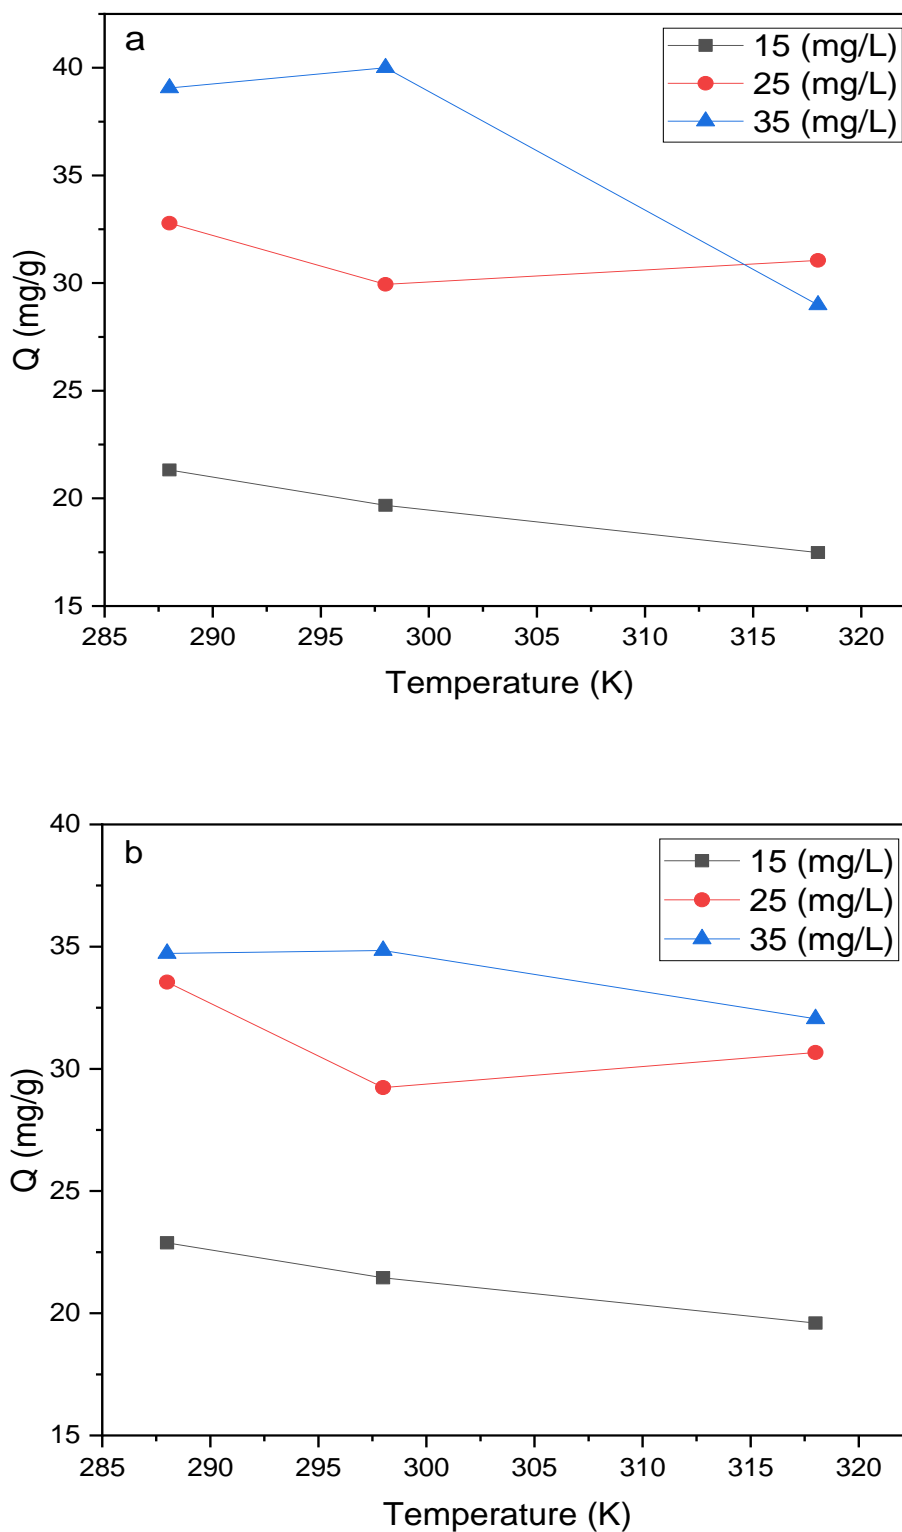 a
15 (mg/L)
25 (mg/L)
35 (mg/L)
40
35
30
25
20
15
Q (mg/g)
285 290 295 300 305 310 315 320
Temperature (K)
b
15 (mg/L)
25 (mg/L)
35 (mg/L)
40
35
30
25
20
15
Q (mg/g)
285 290 295 300 305 310 315 320
Temperature (K)